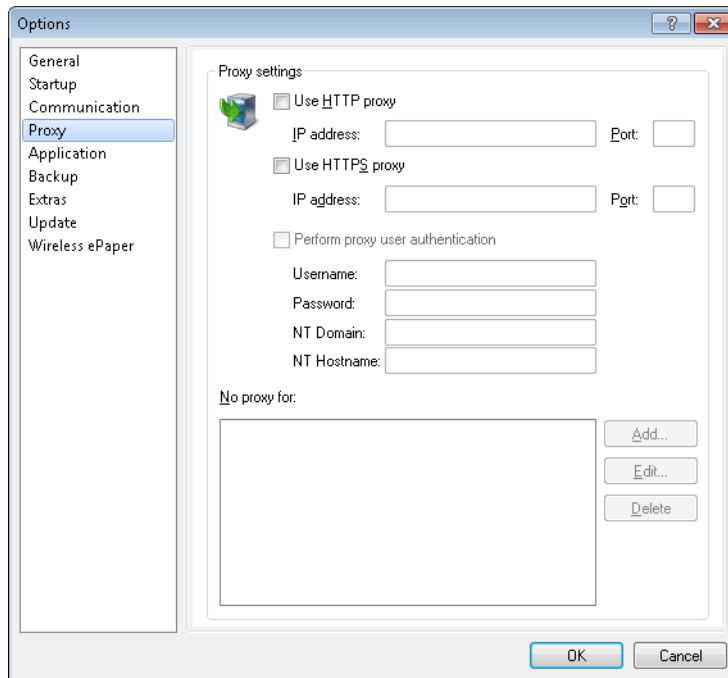 Options
General
Startup
Communication
Proxy
Application
Backup
Extras
Update
Wireless ePaper
Proxy settings
Use HTTP proxy
IP address: Port:
Use HTTPS proxy
IP address: Port:
Perform proxy user authentication
Username:
Password:
NT Domain:
NT Hostname:
No proxy for:
Add...
Edit...
Delete
OK Cancel